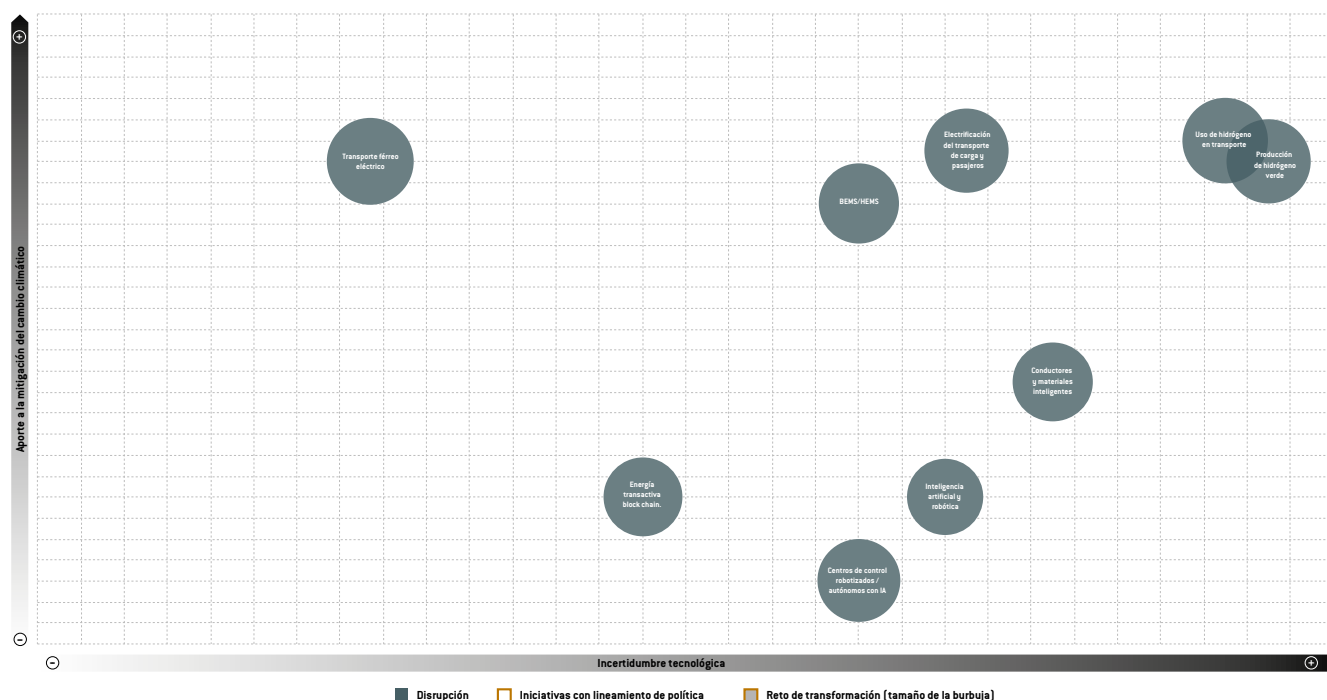 Aporte a la mitigación del cambio climático
Transporte férreo
eléctrico
Electrificación
del transporte
de carga y
pasajeros
BEMS/HEMS
Uso de hidrógeno
en transporte
Producción
de hidrógeno
verde
Conductores
y materiales
inteligentes
Energía
transactiva
block chain.
Inteligencia
artificial y
robótica
Centros de control
robotizados /
autónomos con IA
Incertidumbre tecnológica
Disrupción
Iniciativas con lineamiento de política
Reto de transformación (tamaño de la burbuja)